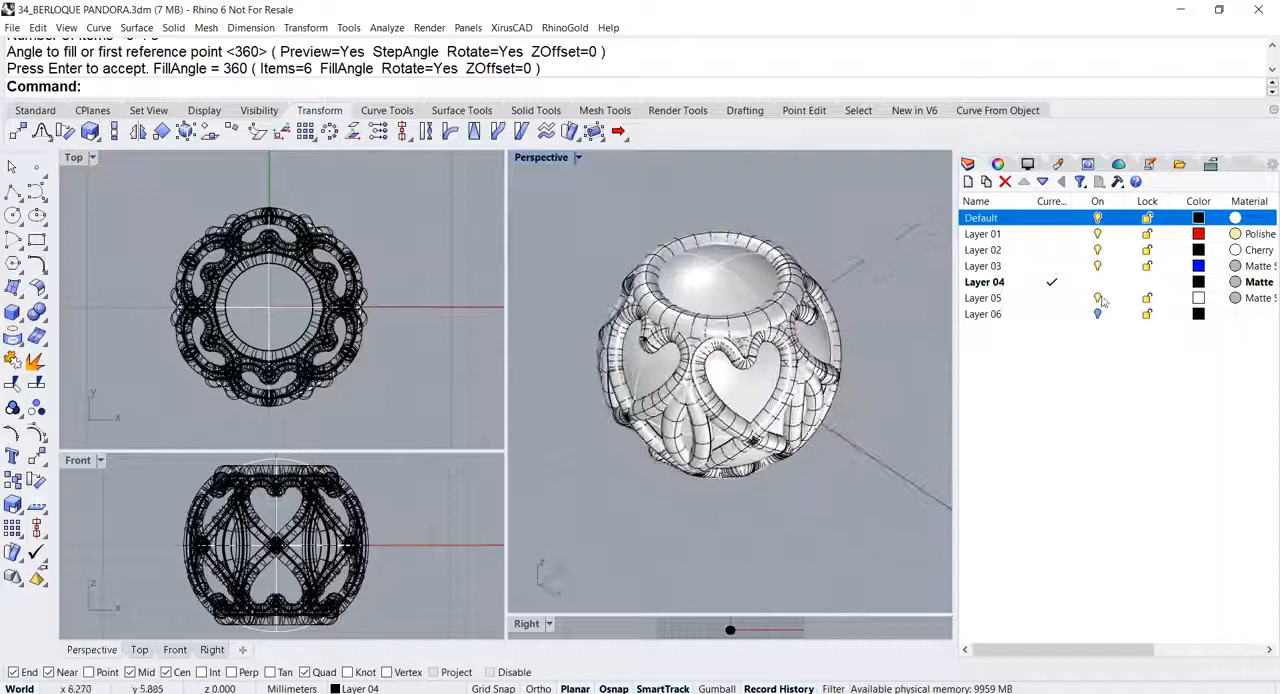 34_BERLOQUE PANDORA.3dm (7 MB) - Rhino 6 Not For Resale
File Edit View Curve Surface Solid Mesh Dimension Transform Tools Analyze Render Panels XirusCAD RhinoGold Help
Angle to fill or first reference point <360> ( Preview=Yes StepAngle Rotate=Yes ZOffset=0 )
Press Enter to accept. FillAngle = 360 ( Items=6 FillAngle Rotate=Yes ZOffset=0 )
Command:
Standard CPlanes Set View Display Visibility Transform Curve Tools Surface Tools Solid Tools Mesh Tools Render Tools Drafting Point Edit Select New in V6 Curve From Object
Top
Perspective
Name Curre... On Lock Color Material
Default
Layer 01 Polishe
Layer 02 Cherry
Layer 03 Matte S
Layer 04 Matte
Layer 05 Matte S
Layer 06
y
x
Front
z
x
z
Right
Perspective Top Front Right
End Near Point Mid Cen Int Perp Tan Quad Knot Vertex Project Disable
World x 6.270 y 5.885 z 0.000 Millimeters Layer 04 Grid Snap Ortho Planar Osnap SmartTrack Gumball Record History Filter Available physical memory: 9959 MB